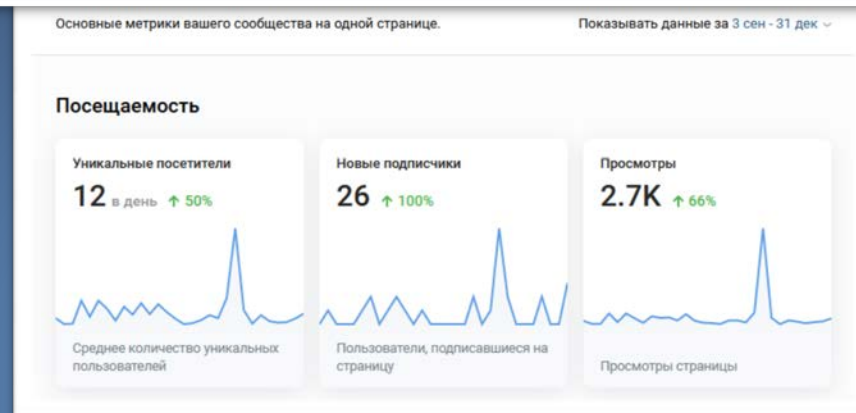 Основные метрики вашего сообщества на одной странице.
Показывать данные за 3 сен - 31 дек
Посещаемость
Уникальные посетители
12 в день ↑ 50%
Среднее количество уникальных
пользователей
Новые подписчики
26 ↑ 100%
Пользователи, подписавшиеся на
страницу
Просмотры
2.7K ↑ 66%
Просмотры страницы